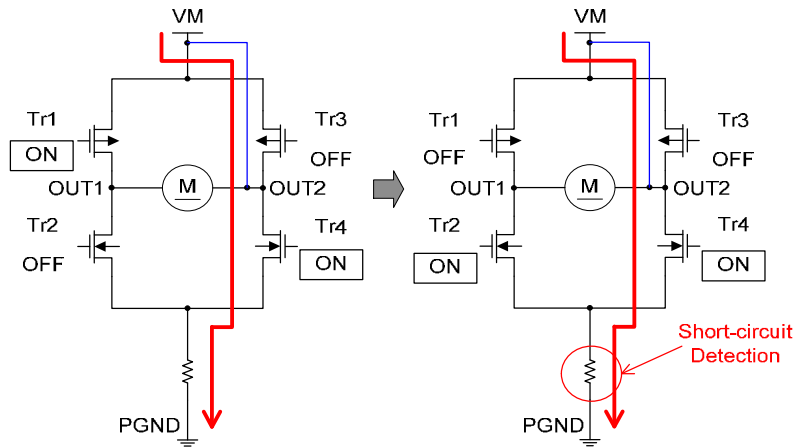 VM
Tr1
ON
Tr3
OFF
OUT1
M
OUT2
Tr2
OFF
Tr4
ON
PGND
VM
Tr1
OFF
Tr3
OFF
OUT1
M
OUT2
Tr2
ON
Tr4
ON
Short-circuit
Detection
PGND